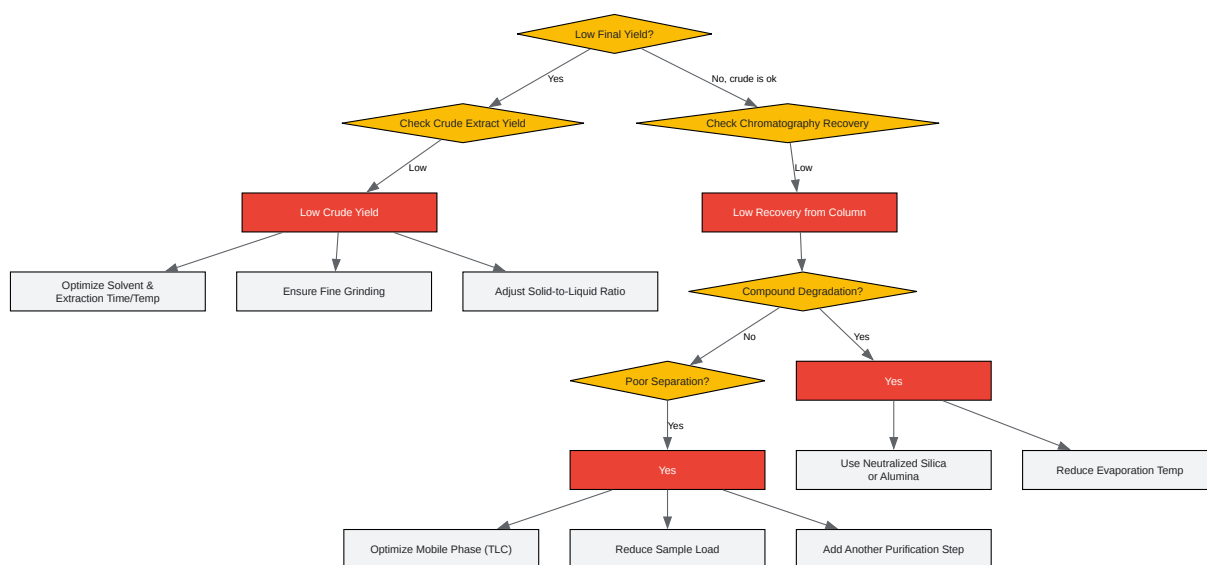 Low Final Yield?
Yes
No, crude is ok
Check Crude Extract Yield
Check Chromatography Recovery
Low
Low
Low Crude Yield
Low Recovery from Column
Optimize Solvent &
Extraction Time/Temp
Ensure Fine Grinding
Adjust Solid-to-Liquid Ratio
Compound Degradation?
No
Yes
Poor Separation?
Yes
Yes
Yes
Use Neutralized Silica
or Alumina
Reduce Evaporation Temp
Optimize Mobile Phase (TLC)
Reduce Sample Load
Add Another Purification Step